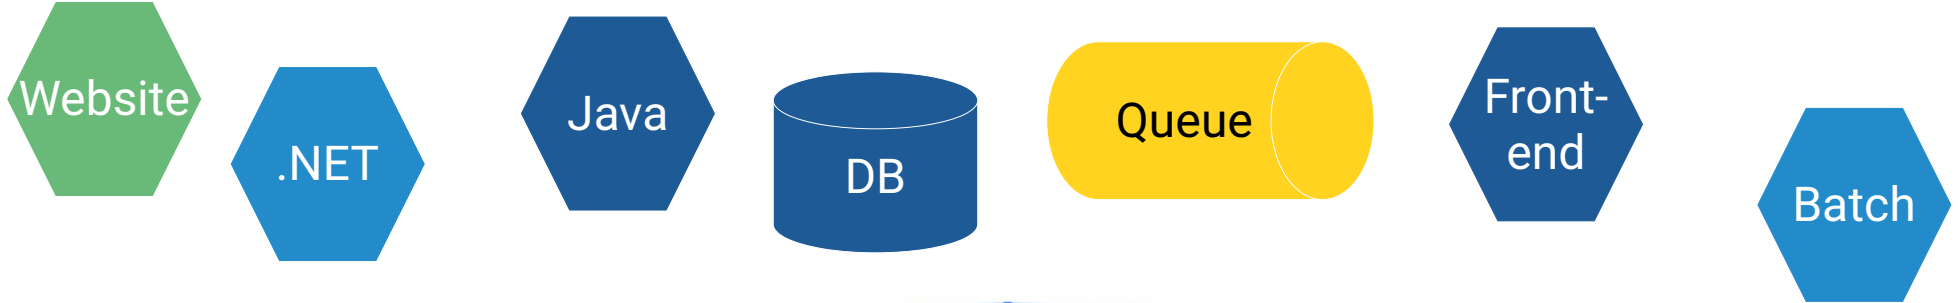 Website
.NET
Java
DB
Queue
Front-
end
Batch